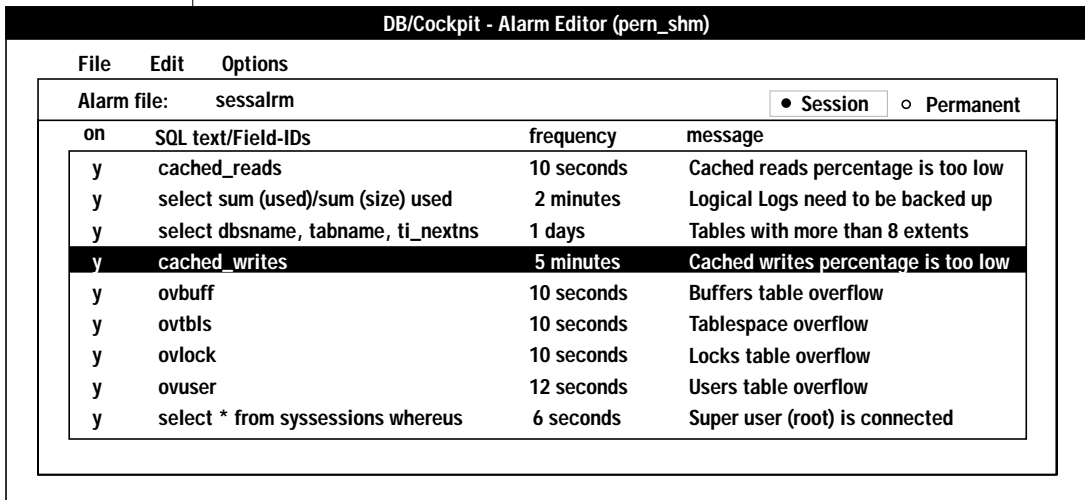 DB/Cockpit - Alarm Editor (pern_shm)
File Edit Options
Alarm file: sessalrm Session Permanent
on SQL text/Field-IDs frequency message
y cached_reads 10 seconds Cached reads percentage is too low
y select sum (used)/sum (size) used 2 minutes Logical Logs need to be backed up
y select dbsname, tabname, ti_nextns 1 days Tables with more than 8 extents
y cached_writes 5 minutes Cached writes percentage is too low
y ovbuff 10 seconds Buffers table overflow
y ovtbls 10 seconds Tablespace overflow
y ovlock 10 seconds Locks table overflow
y ovuser 12 seconds Users table overflow
y select * from syssessions whereus 6 seconds Super user (root) is connected